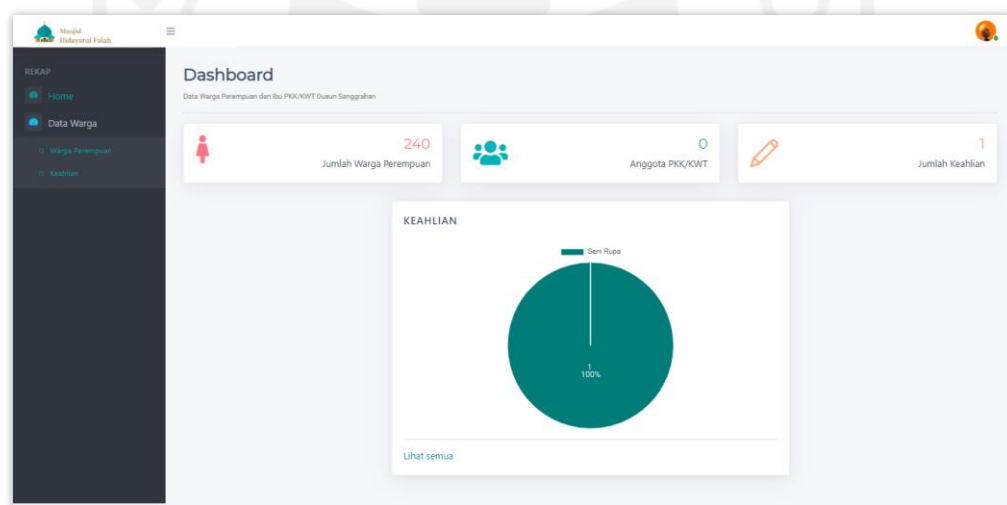 Masjid
Hidayatul Falah
REKAP
Home
Data Warga
Warga Perempuan
Keahlian
Dashboard
Data Warga Perempuan dan Ibu PKK/KWT Dusun Sanggrahan
240
Jumlah Warga Perempuan
0
Anggota PKK/KWT
1
Jumlah Keahlian
KEAHLIAN
Seni Rupa
1
100%
Lihat semua